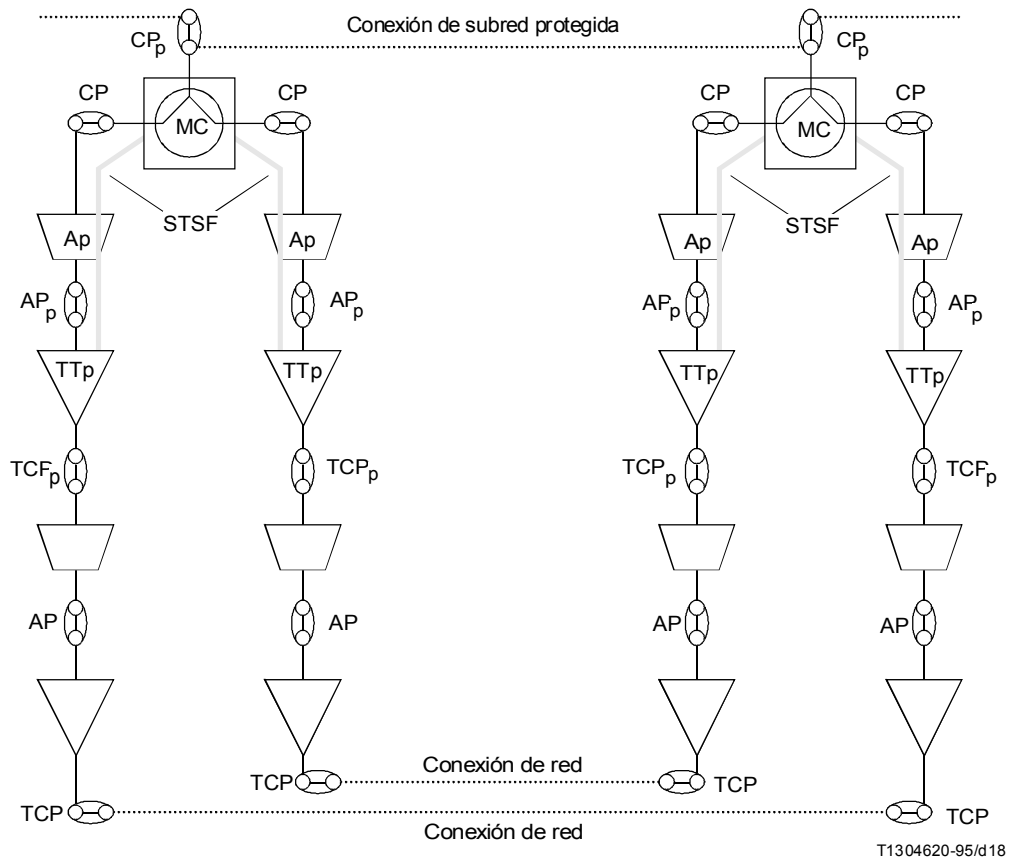 Conexión de subred protegida
CPp CPp
CP CP CP CP
MC MC
STSF STSF
Ap Ap Ap Ap
APp APp APp APp
TTp TTp TTp TTp
TCPp TCPp TCPp TCPp
AP AP AP AP
Conexión de red
TCP TCP
TCP TCP
Conexión de red
T1304620-95/d18